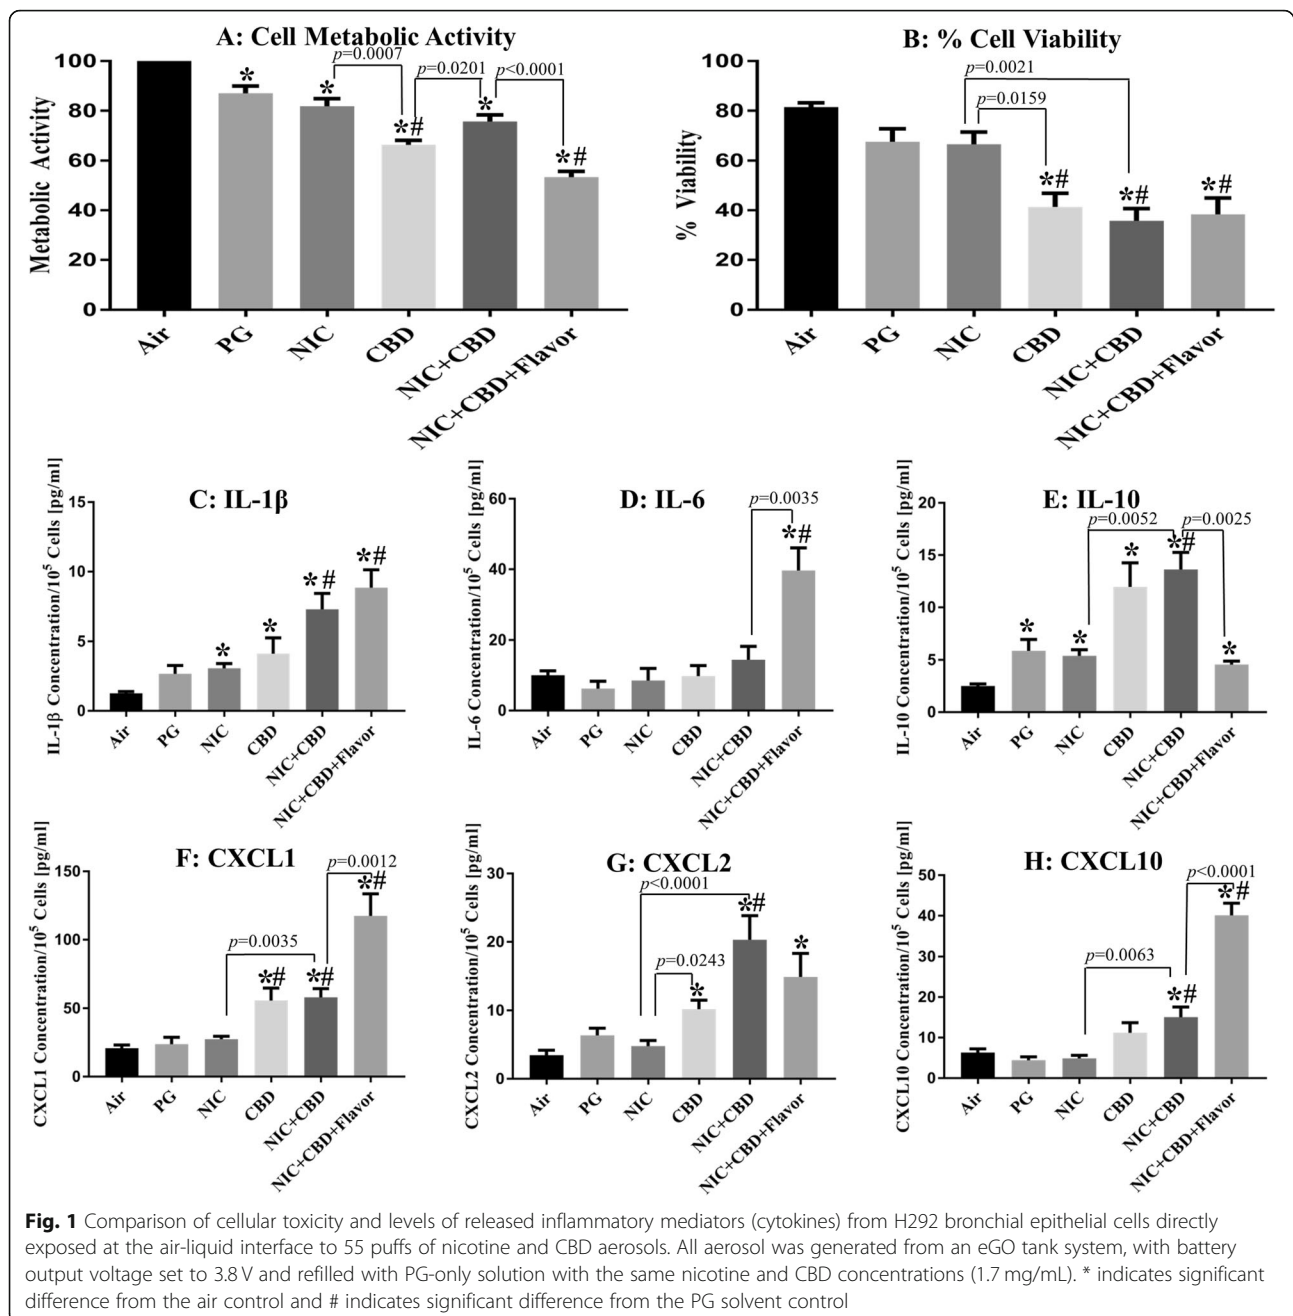 A: Cell Metabolic Activity
p=0.0007
p=0.0201
p<0.0001
Metabolic Activity
100
80
60
40
20
0
*
*
*#
*
*#
Air
PG
NIC
CBD
NIC+CBD
NIC+CBD+Flavor
B: % Cell Viability
p=0.0021
p=0.0159
% Viability
100
80
60
40
20
0
*#
*#
*#
Air
PG
NIC
CBD
NIC+CBD
NIC+CBD+Flavor
C: IL-1β
IL-1β Concentration/10⁵ Cells [pg/ml]
15
10
5
0
*
*
*#
*#
Air
PG
NIC
CBD
NIC+CBD
NIC+CBD+Flavor
D: IL-6
p=0.0035
IL-6 Concentration/10⁵ Cells [pg/ml]
60
40
20
0
*#
Air
PG
NIC
CBD
NIC+CBD
NIC+CBD+Flavor
E: IL-10
p=0.0052
p=0.0025
IL-10 Concentration/10⁵ Cells [pg/ml]
20
15
10
5
0
*
*
*
*#
*
Air
PG
NIC
CBD
NIC+CBD
NIC+CBD+Flavor
F: CXCL1
p=0.0012
p=0.0035
CXCL1 Concentration/10⁵ Cells [pg/ml]
150
100
50
0
*#
*#
*#
Air
PG
NIC
CBD
NIC+CBD
NIC+CBD+Flavor
G: CXCL2
p<0.0001
p=0.0243
CXCL2 Concentration/10⁵ Cells [pg/ml]
30
20
10
0
*
*#
*
Air
PG
NIC
CBD
NIC+CBD
NIC+CBD+Flavor
H: CXCL10
p<0.0001
p=0.0063
CXCL10 Concentration/10⁵ Cells [pg/ml]
50
40
30
20
10
0
*#
*#
Air
PG
NIC
CBD
NIC+CBD
NIC+CBD+Flavor
Fig. 1 Comparison of cellular toxicity and levels of released inflammatory mediators (cytokines) from H292 bronchial epithelial cells directly
exposed at the air-liquid interface to 55 puffs of nicotine and CBD aerosols. All aerosol was generated from an eGO tank system, with battery
output voltage set to 3.8 V and refilled with PG-only solution with the same nicotine and CBD concentrations (1.7 mg/mL). * indicates significant
difference from the air control and # indicates significant difference from the PG solvent control